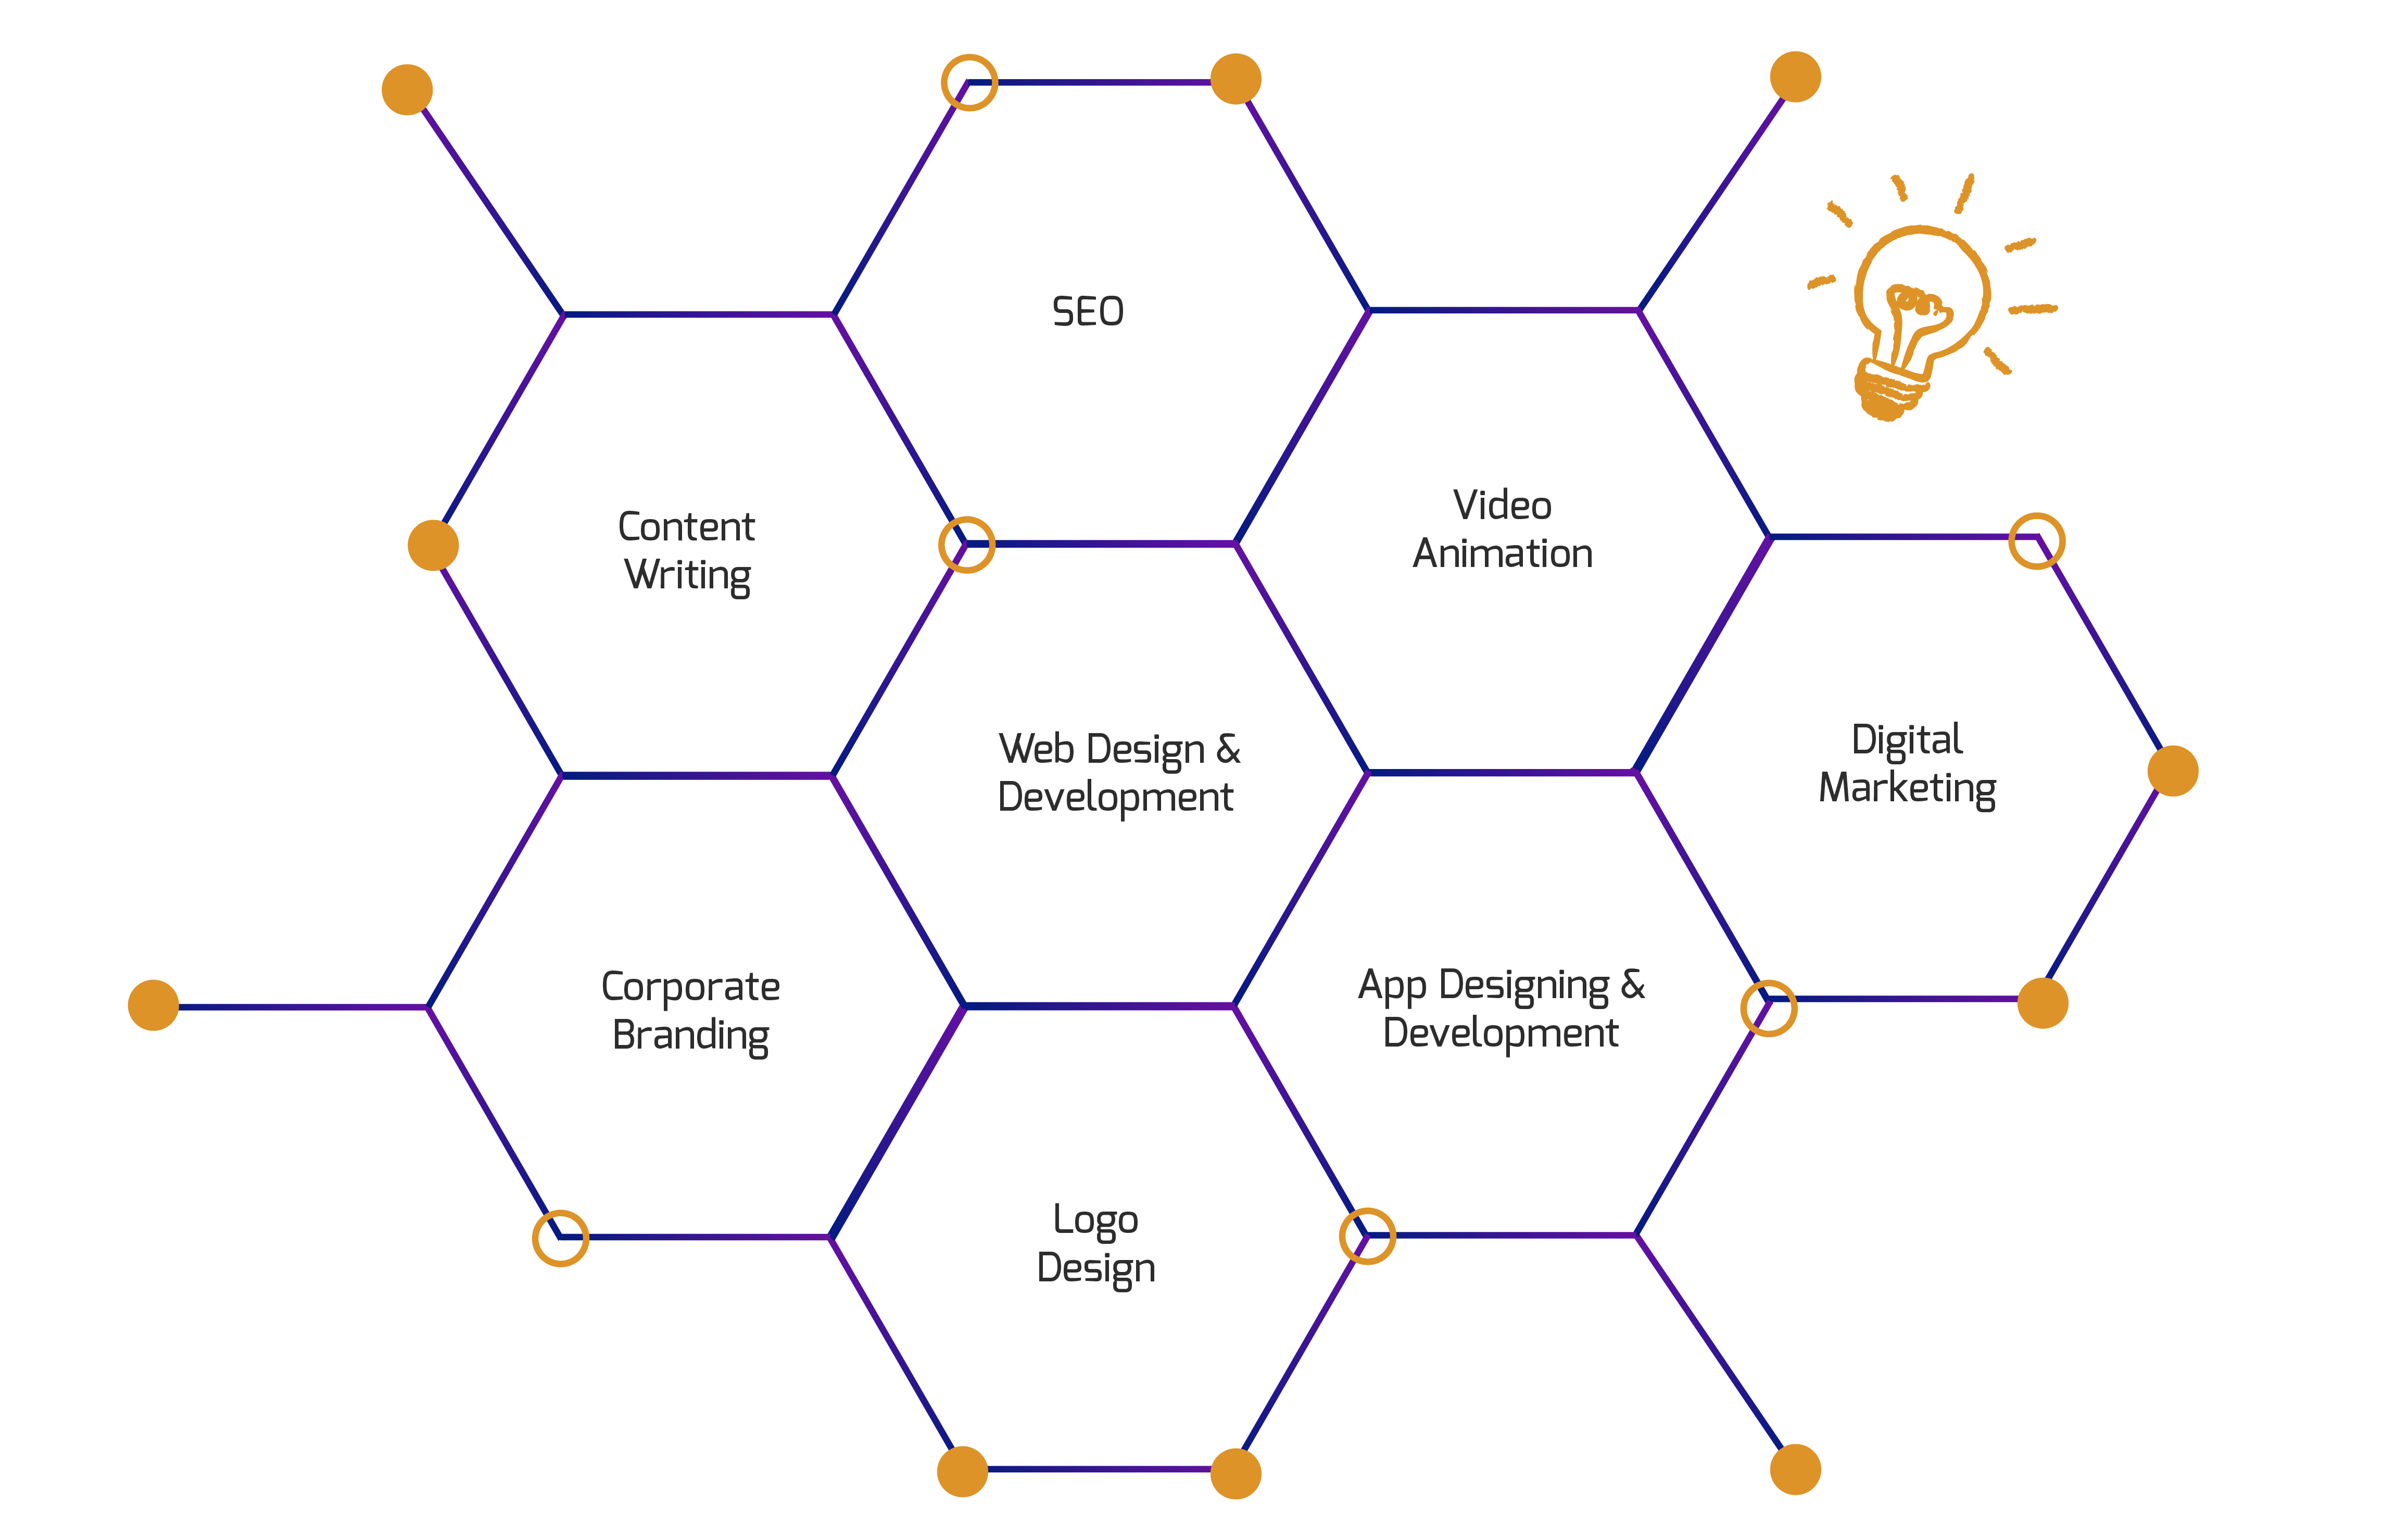 SEO
Content
Writing
Video
Animation
Web Design &
Development
Digital
Marketing
Corporate
Branding
App Designing &
Development
Logo
Design